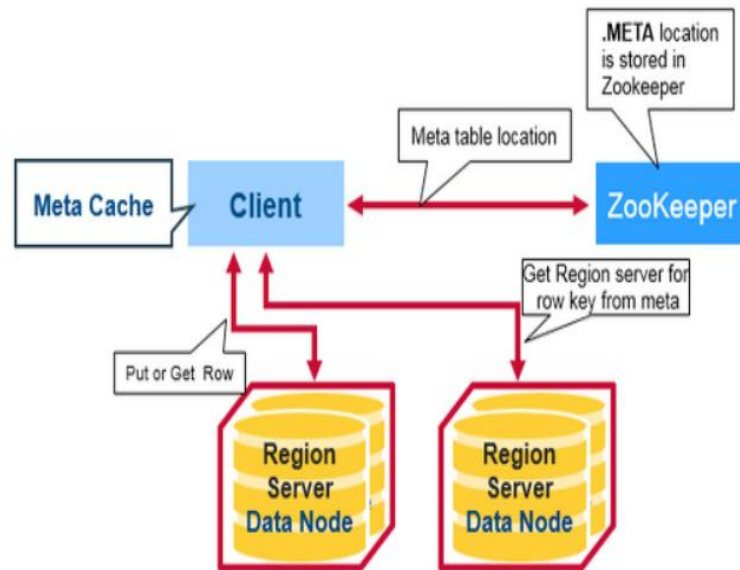 .META location
is stored in
Zookeeper
Meta table location
Meta Cache
Client
ZooKeeper
Get Region server for
row key from meta
Put or Get Row
Region
Server
Data Node
Region
Server
Data Node